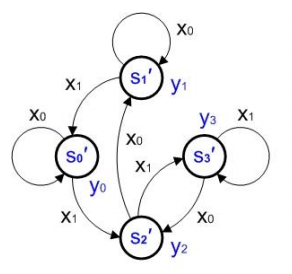 x₀
s₁′
y₁
x₁
y₃
x₀
x₀
x₁
s₀′
x₁
s₃′
y₀
x₁
x₀
s₂′
y₂